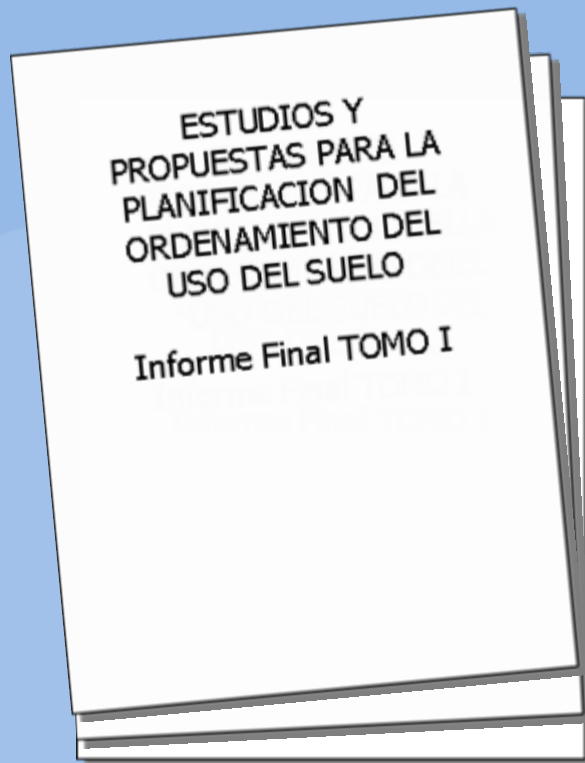 ESTUDIOS Y
PROPUESTAS PARA LA
PLANIFICACION DEL
ORDENAMIENTO DEL
USO DEL SUELO
Informe Final TOMO I